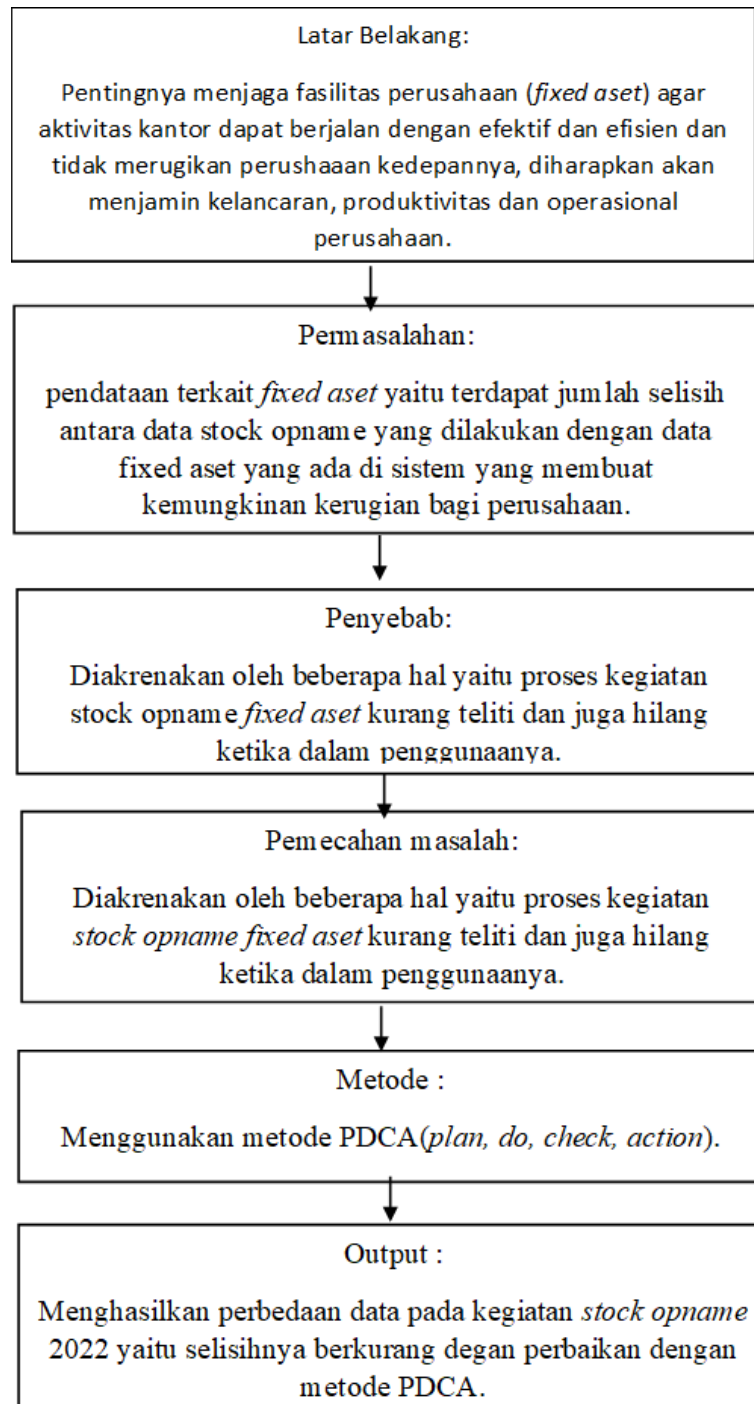 Latar Belakang:
Pentingnya menjaga fasilitas perusahaan (fixed aset) agar
aktivitas kantor dapat berjalan dengan efektif dan efisien dan
tidak merugikan perushaaan kedepannya, diharapkan akan
menjamin kelancaran, produktivitas dan operasional
perusahaan.
Permasalahan:
pendataan terkait fixed aset yaitu terdapat jumlah selisih
antara data stock opname yang dilakukan dengan data
fixed aset yang ada di sistem yang membuat
kemungkinan kerugian bagi perusahaan.
Penyebab:
Diakrenakan oleh beberapa hal yaitu proses kegiatan
stock opname fixed aset kurang teliti dan juga hilang
ketika dalam penggunaanya.
Pemecahan masalah:
Diakrenakan oleh beberapa hal yaitu proses kegiatan
stock opname fixed aset kurang teliti dan juga hilang
ketika dalam penggunaanya.
Metode :
Menggunakan metode PDCA(plan, do, check, action).
Output :
Menghasilkan perbedaan data pada kegiatan stock opname
2022 yaitu selisihnya berkurang degan perbaikan dengan
metode PDCA.